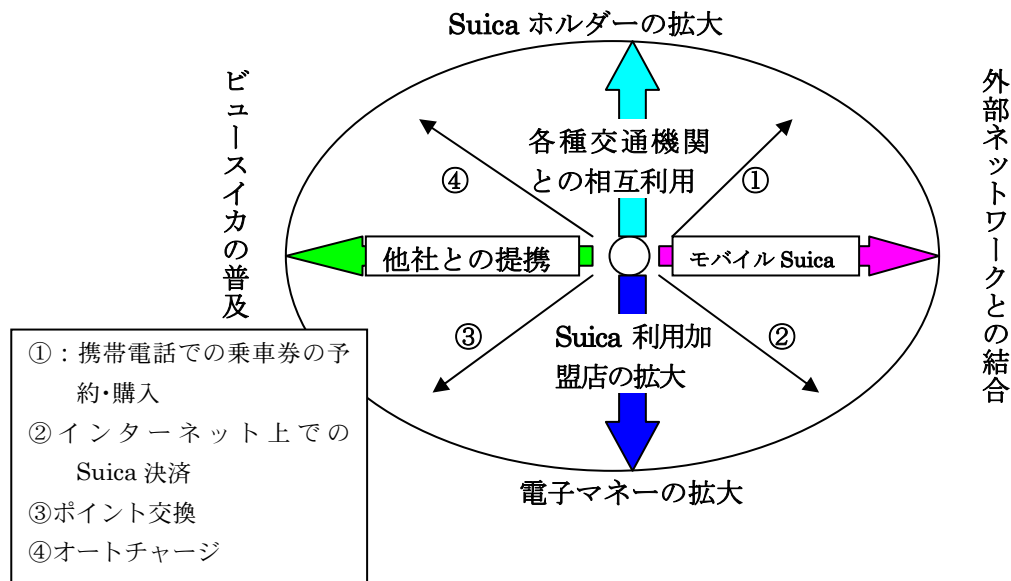 Suica ホルダーの拡大
ビュースイカの普及
外部ネットワークとの結合
各種交通機関
との相互利用
④
①
他社との提携
モバイル Suica
③
②
Suica 利用加
盟店の拡大
電子マネーの拡大
①：携帯電話での乗車券の予
約･購入
②インターネット上での
Suica 決済
③ポイント交換
④オートチャージ